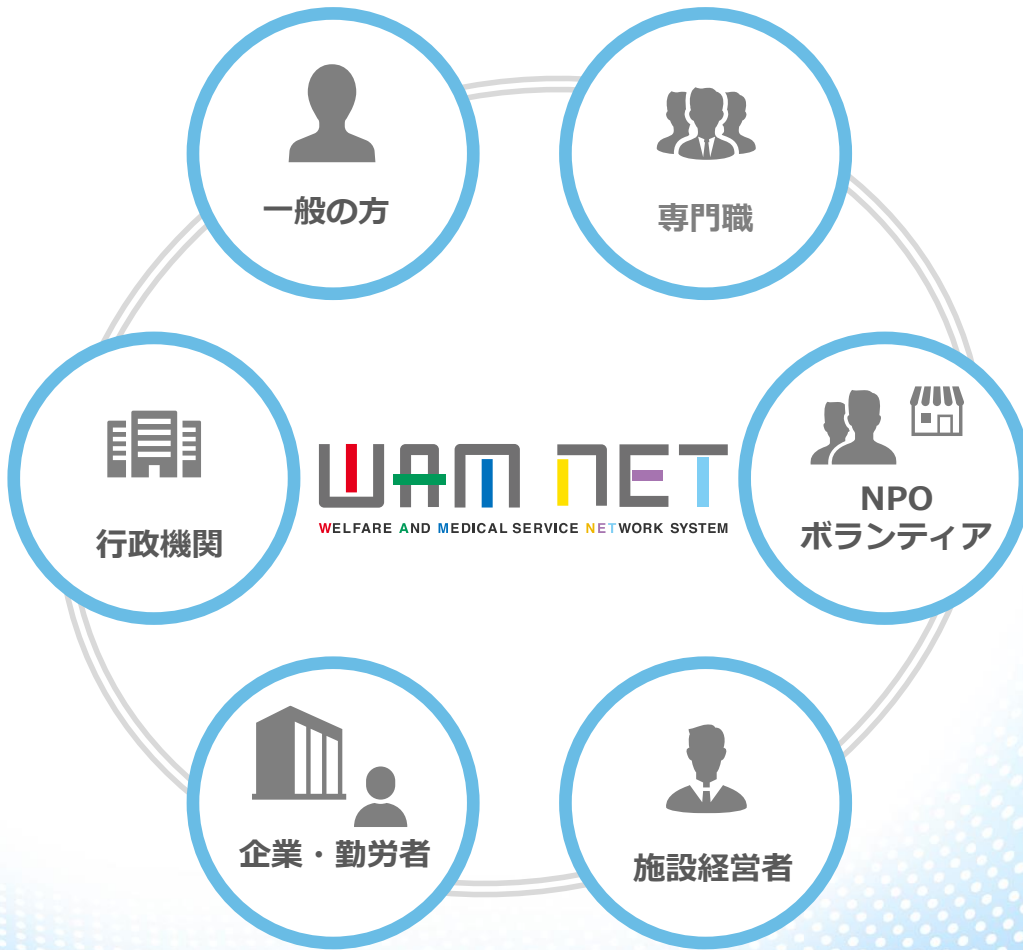 一般の方
専門職
行政機関
WAM NET
WELFARE AND MEDICAL SERVICE NETWORK SYSTEM
NPO
ボランティア
企業・勤労者
施設経営者